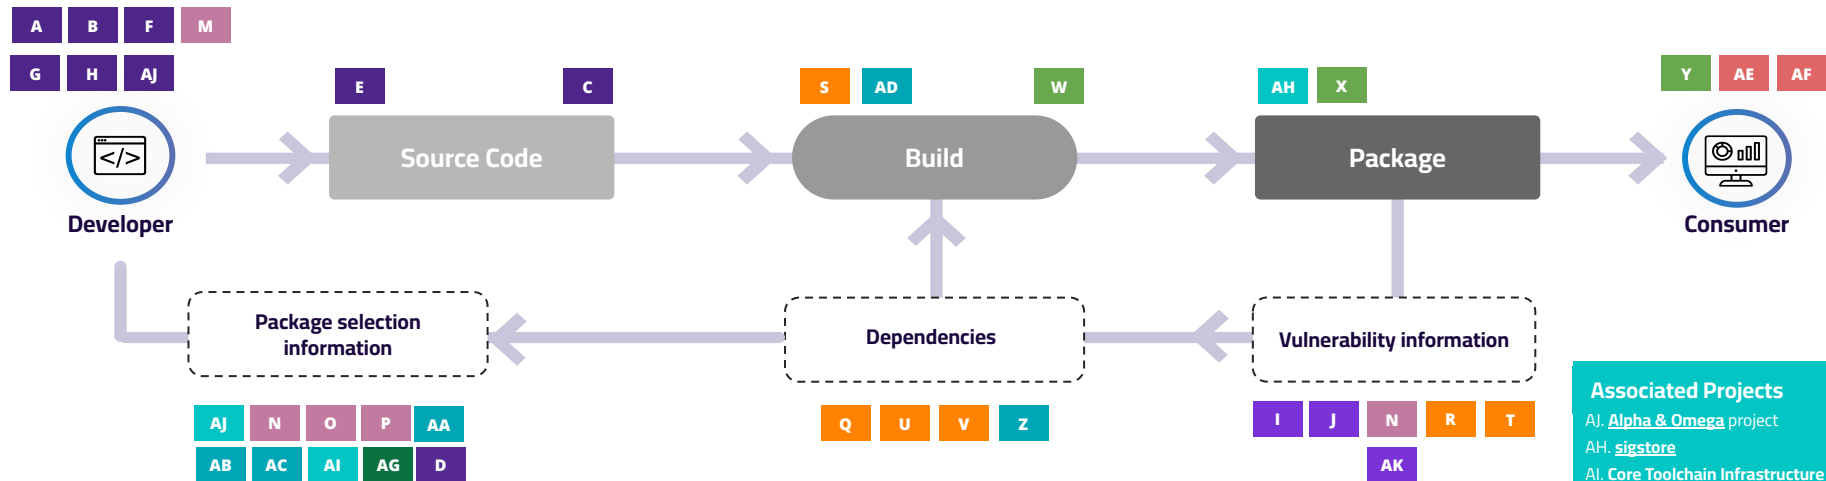 A B F M
G H AJ
E C
S AD W
AH X
Y AE AF
</>
Source Code
Build
Package
Developer
Consumer
Package selection
information
Dependencies
Vulnerability information
AJ N O P AA
AB AC AI AG D
Q U V Z
I J N R T
AK
Associated Projects
AJ. Alpha & Omega project
AH. sigstore
AI. Core Toolchain Infrastructure